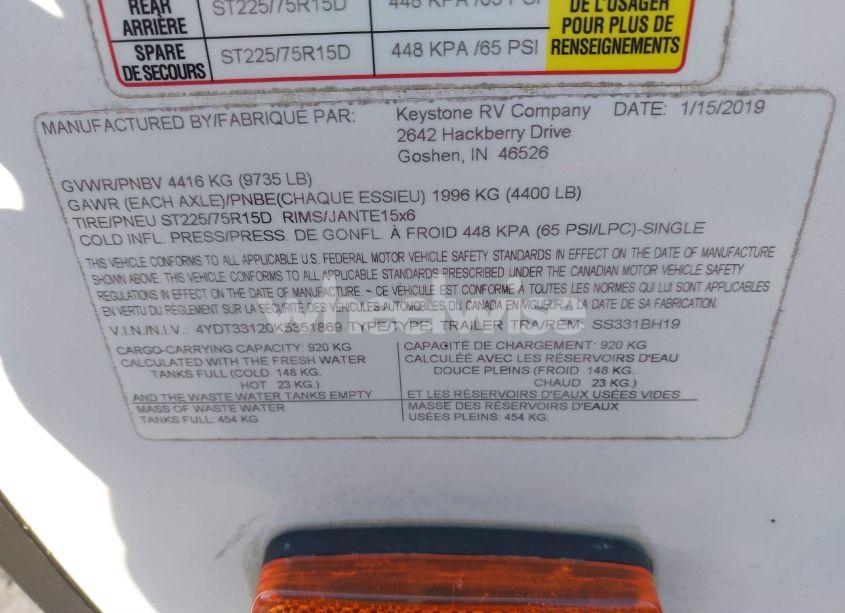 REAR ST225/75R15D 448 KPA /65 PSI DE L'USAGER
ARRIÈRE POUR PLUS DE
SPARE ST225/75R15D 448 KPA /65 PSI RENSEIGNEMENTS
DE SECOURS
MANUFACTURED BY/FABRIQUE PAR: Keystone RV Company DATE: 1/15/2019
2642 Hackberry Drive
Goshen, IN 46526
GVWR/PNBV 4416 KG (9735 LB)
GAWR (EACH AXLE)/PNBE(CHAQUE ESSIEU) 1996 KG (4400 LB)
TIRE/PNEU ST225/75R15D RIMS/JANTE15x6
COLD INFL. PRESS/PRESS. DE GONFL. À FROID 448 KPA (65 PSI/LPC)-SINGLE
THIS VEHICLE CONFORMS TO ALL APPLICABLE U.S. FEDERAL MOTOR VEHICLE SAFETY STANDARDS IN EFFECT ON THE DATE OF MANUFACTURE
SHOWN ABOVE. THIS VEHICLE CONFORMS TO ALL APPLICABLE STANDARDS PRESCRIBED UNDER THE CANADIAN MOTOR VEHICLE SAFETY
REGULATIONS IN EFFECT ON THE DATE OF MANUFACTURE ~ CE VÉHICULE EST CONFORME À TOUTES LES NORMES QUI LUI SONT APPLICABLES
EN VERTU DU RÈGLEMENT SUR LA SÉCURITÉ DES VÉHICULES AUTOMOBILES DU CANADA EN VIGUEUR À LA DATE DE SA FABRICATION
wheelwise
V.I.N./N.I.V.: 4YDT33120K5351869 TYPE/TYPE: TRAILER TRA/REM: SS331BH19
CARGO-CARRYING CAPACITY: 920 KG
CALCULATED WITH THE FRESH WATER
TANKS FULL (COLD 148 KG.
HOT 23 KG.)
AND THE WASTE WATER TANKS EMPTY
MASS OF WASTE WATER
TANKS FULL: 454 KG
CAPACITÉ DE CHARGEMENT: 920 KG
CALCULÉE AVEC LES RÉSERVOIRS D'EAU
DOUCE PLEINS (FROID 148 KG.
CHAUD 23 KG.)
ET LES RÉSERVOIRS D'EAUX USÉES VIDES
MASSE DES RÉSERVOIRS D'EAUX
USÉES PLEINS: 454 KG.